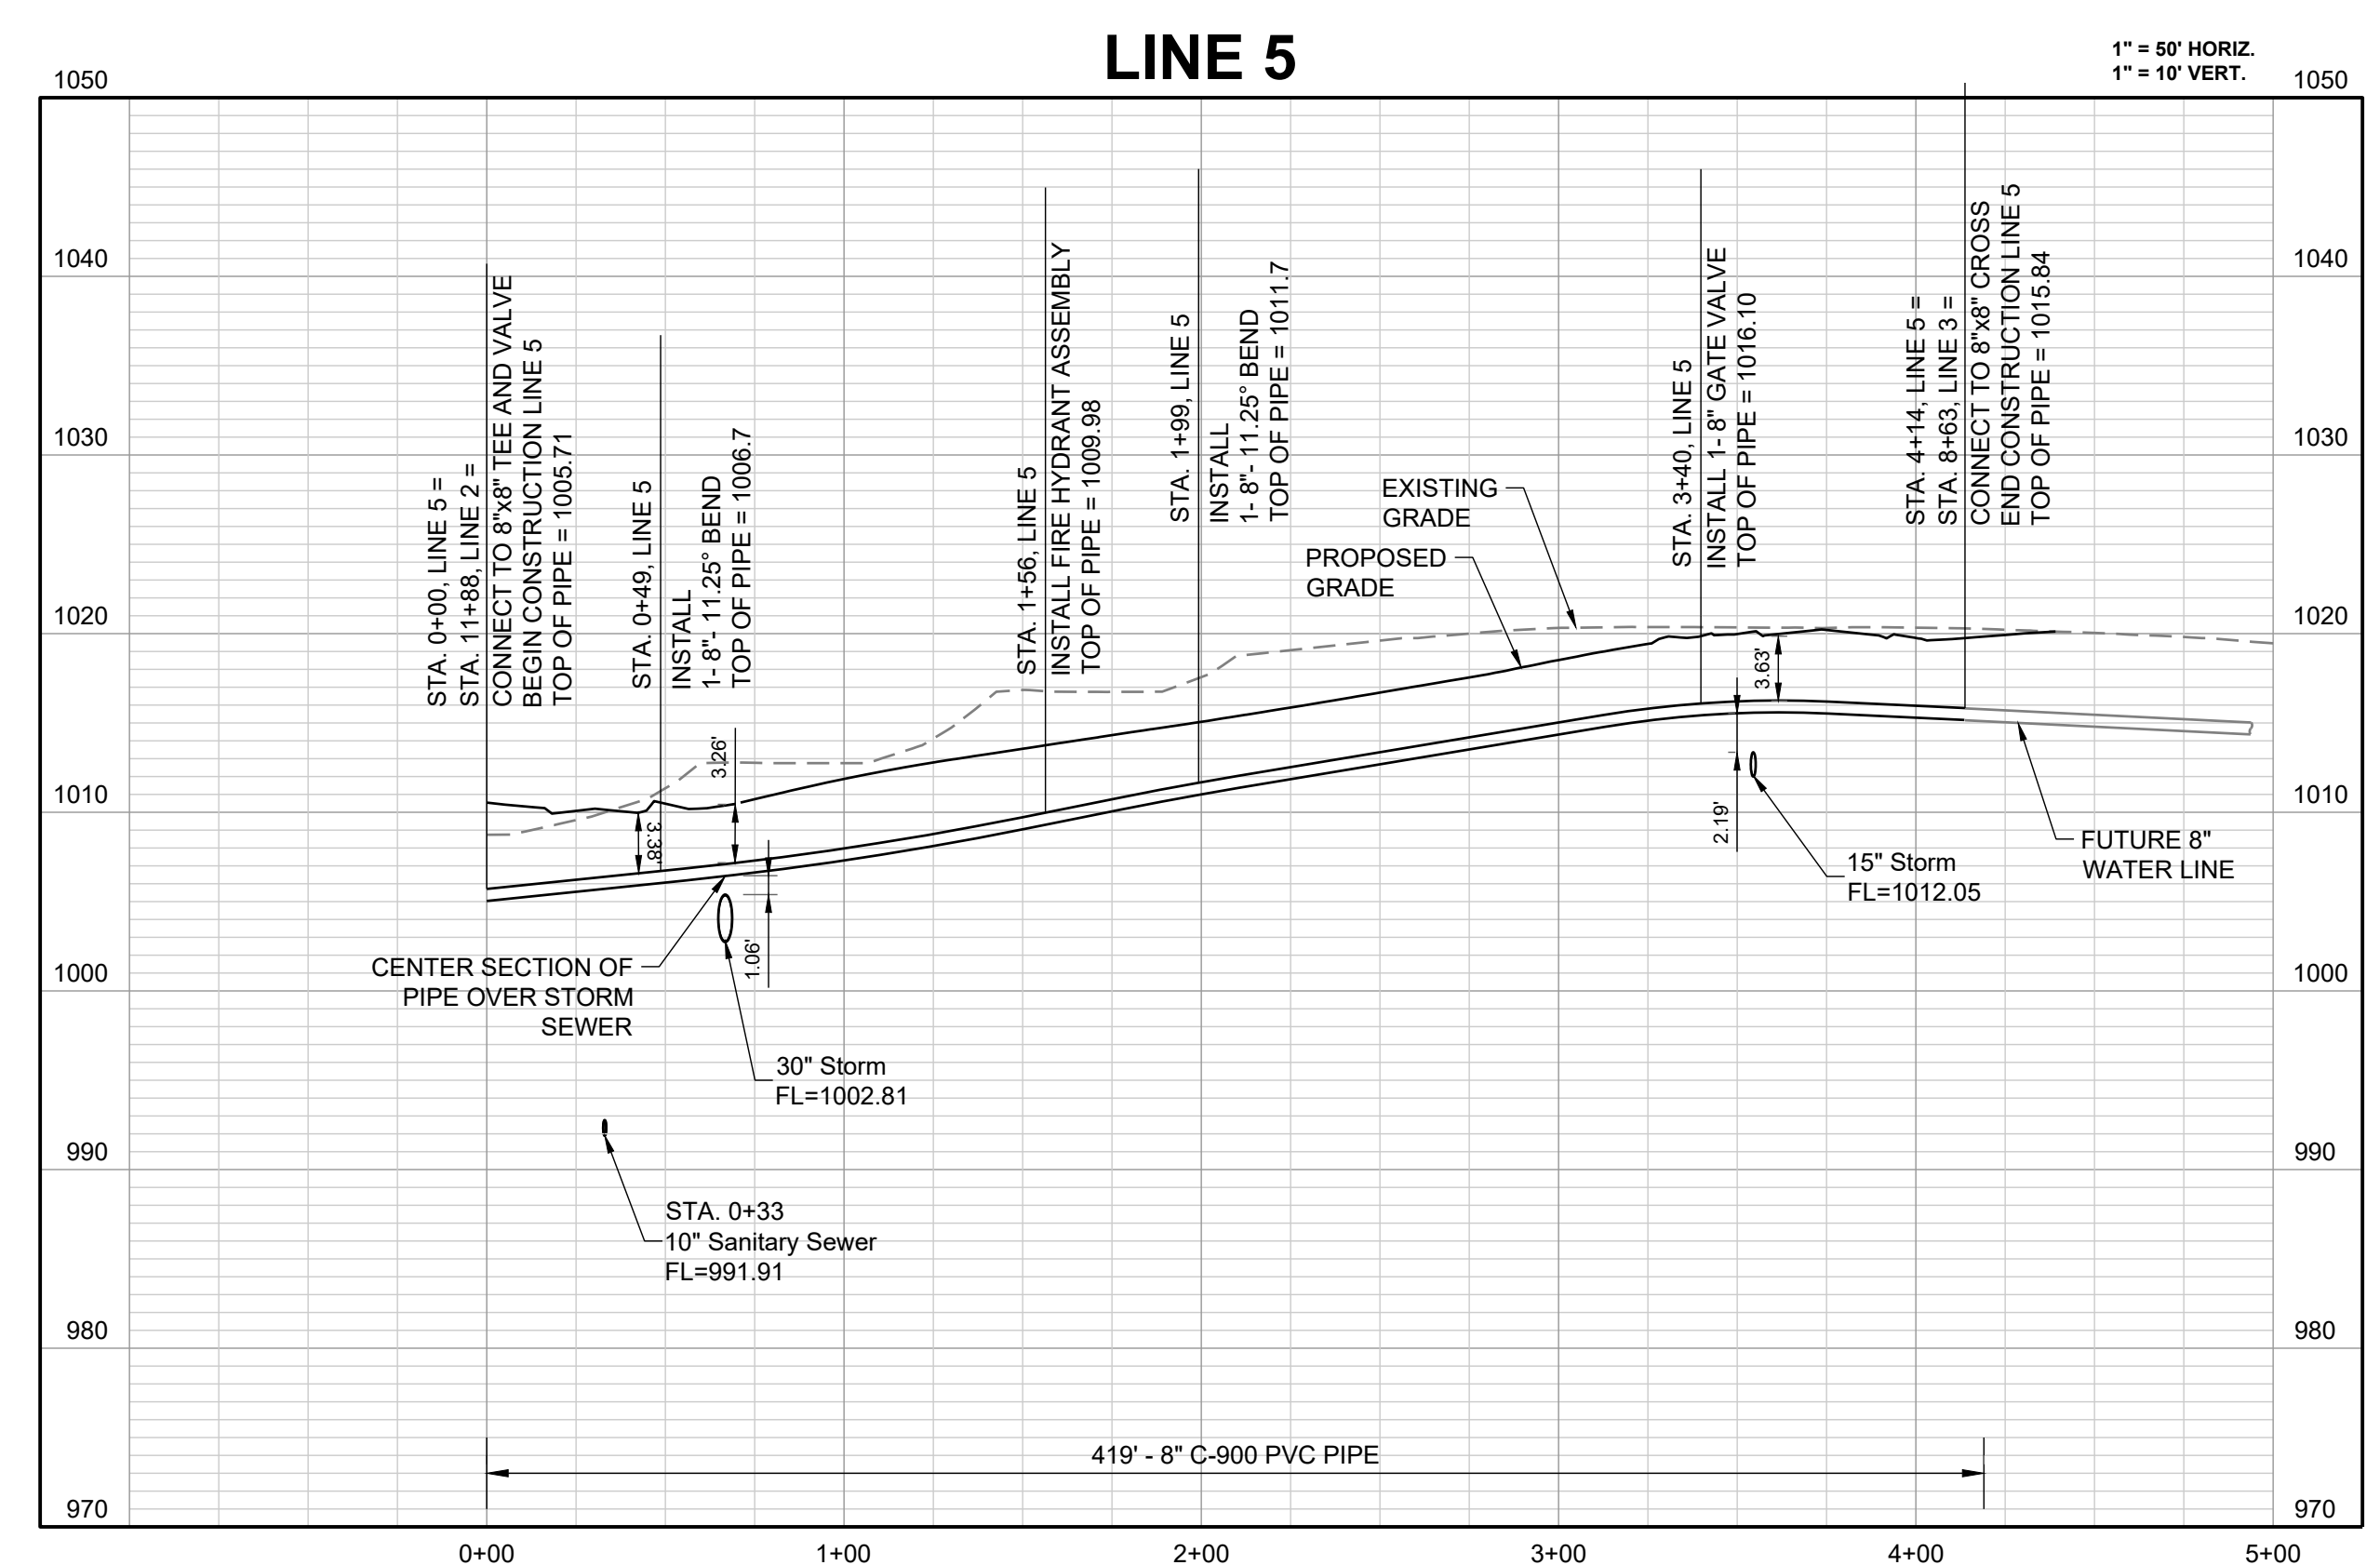 LINE 5
1" = 50' HORIZ.
1" = 10' VERT.
1050
1050
1040
1040
1030
1030
1020
1020
1010
1010
1000
1000
990
990
980
980
970
970
STA. 0+00, LINE 5 =
STA. 11+88, LINE 2 =
CONNECT TO 8"x8" TEE AND VALVE
BEGIN CONSTRUCTION LINE 5
TOP OF PIPE = 1005.71
STA. 0+49, LINE 5
INSTALL
1- 8"- 11.25° BEND
TOP OF PIPE = 1006.7
STA. 1+56, LINE 5
INSTALL FIRE HYDRANT ASSEMBLY
TOP OF PIPE = 1009.98
STA. 1+99, LINE 5
INSTALL
1- 8"- 11.25° BEND
TOP OF PIPE = 1011.7
EXISTING
GRADE
PROPOSED
GRADE
STA. 3+40, LINE 5
INSTALL 1- 8" GATE VALVE
TOP OF PIPE = 1016.10
STA. 4+14, LINE 5 =
STA. 8+63, LINE 3 =
CONNECT TO 8"x8" CROSS
END CONSTRUCTION LINE 5
TOP OF PIPE = 1015.84
3.38'
3.26'
1.06'
3.63'
2.19'
CENTER SECTION OF
PIPE OVER STORM
SEWER
30" Storm
FL=1002.81
15" Storm
FL=1012.05
FUTURE 8"
WATER LINE
STA. 0+33
10" Sanitary Sewer
FL=991.91
419' - 8" C-900 PVC PIPE
0+00
1+00
2+00
3+00
4+00
5+00